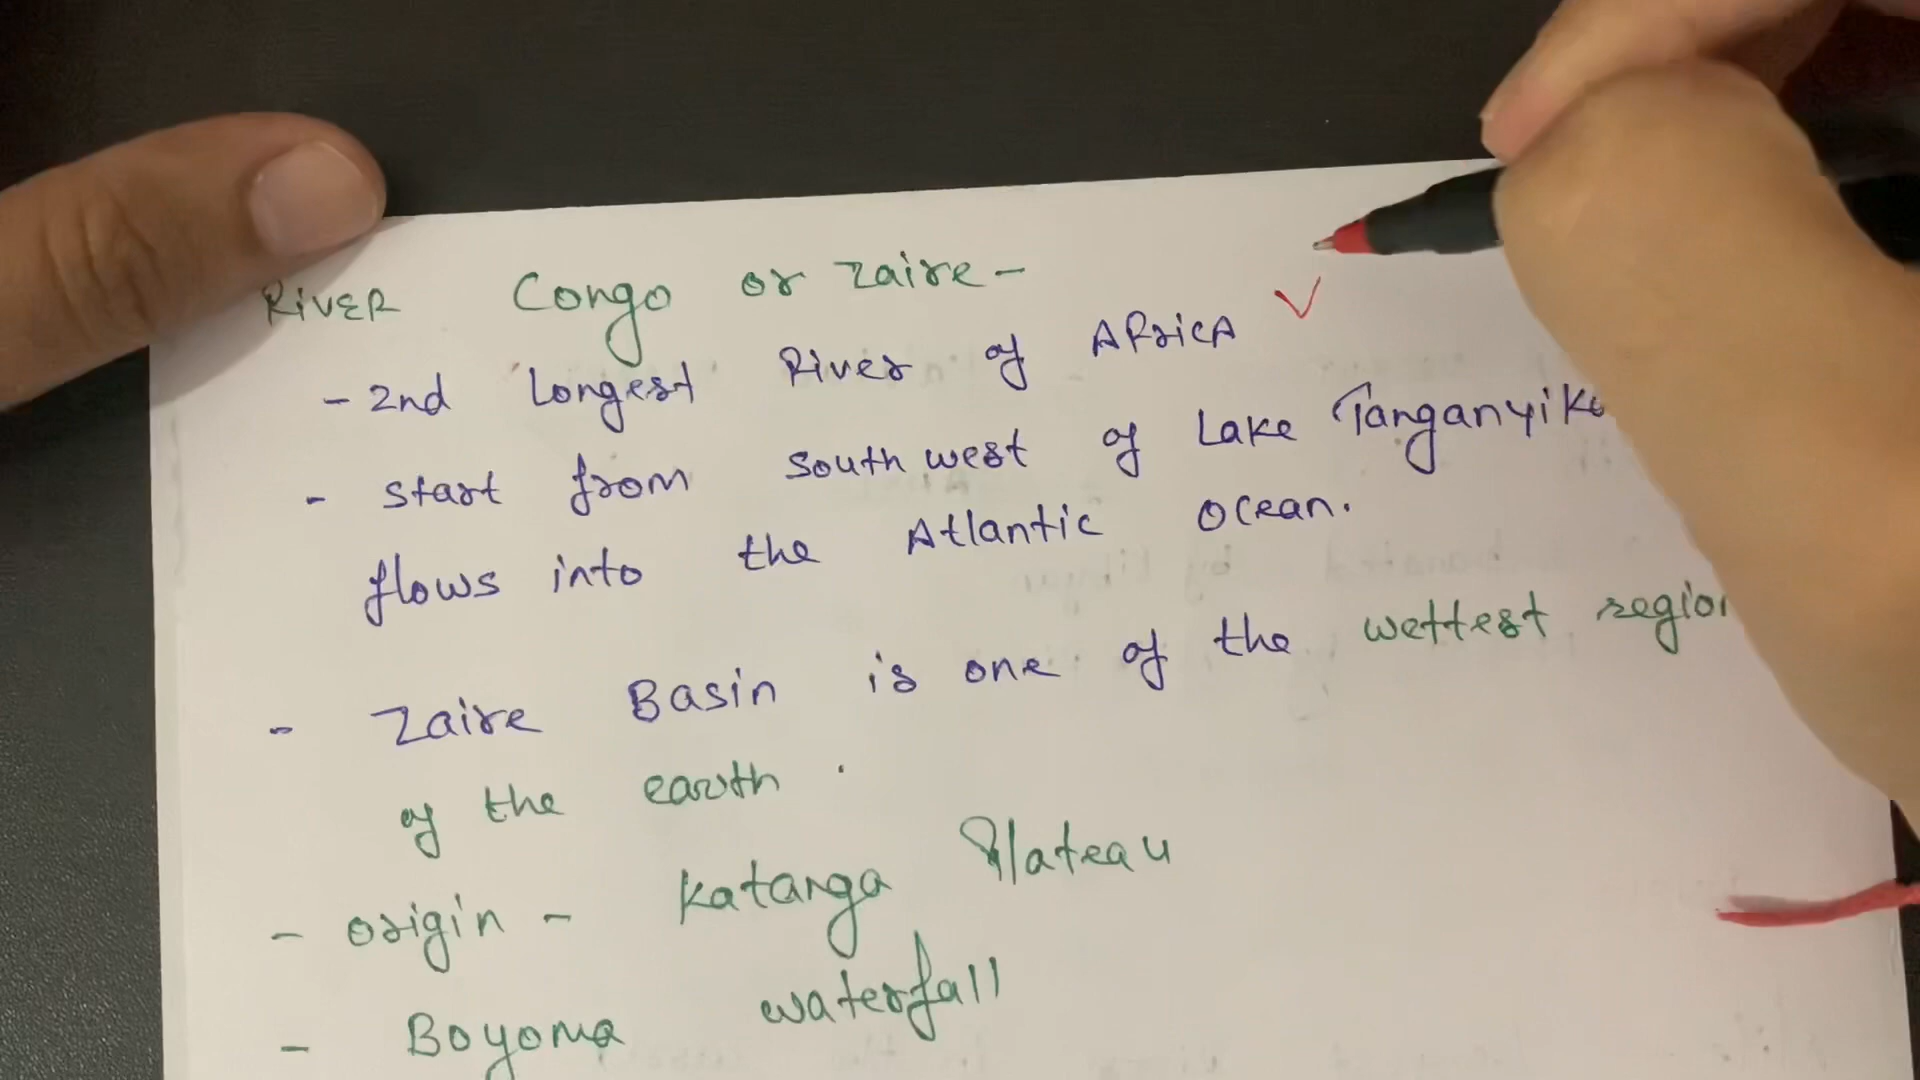 RIVER Congo or Zaire -
- 2nd Longest River of AFricA ✓
- start from south west of Lake Tanganyika
flows into the Atlantic Ocean.
- Zaire Basin is one of the wettest region
of the earth.
- origin - Katanga Plateau
- Boyoma waterfall